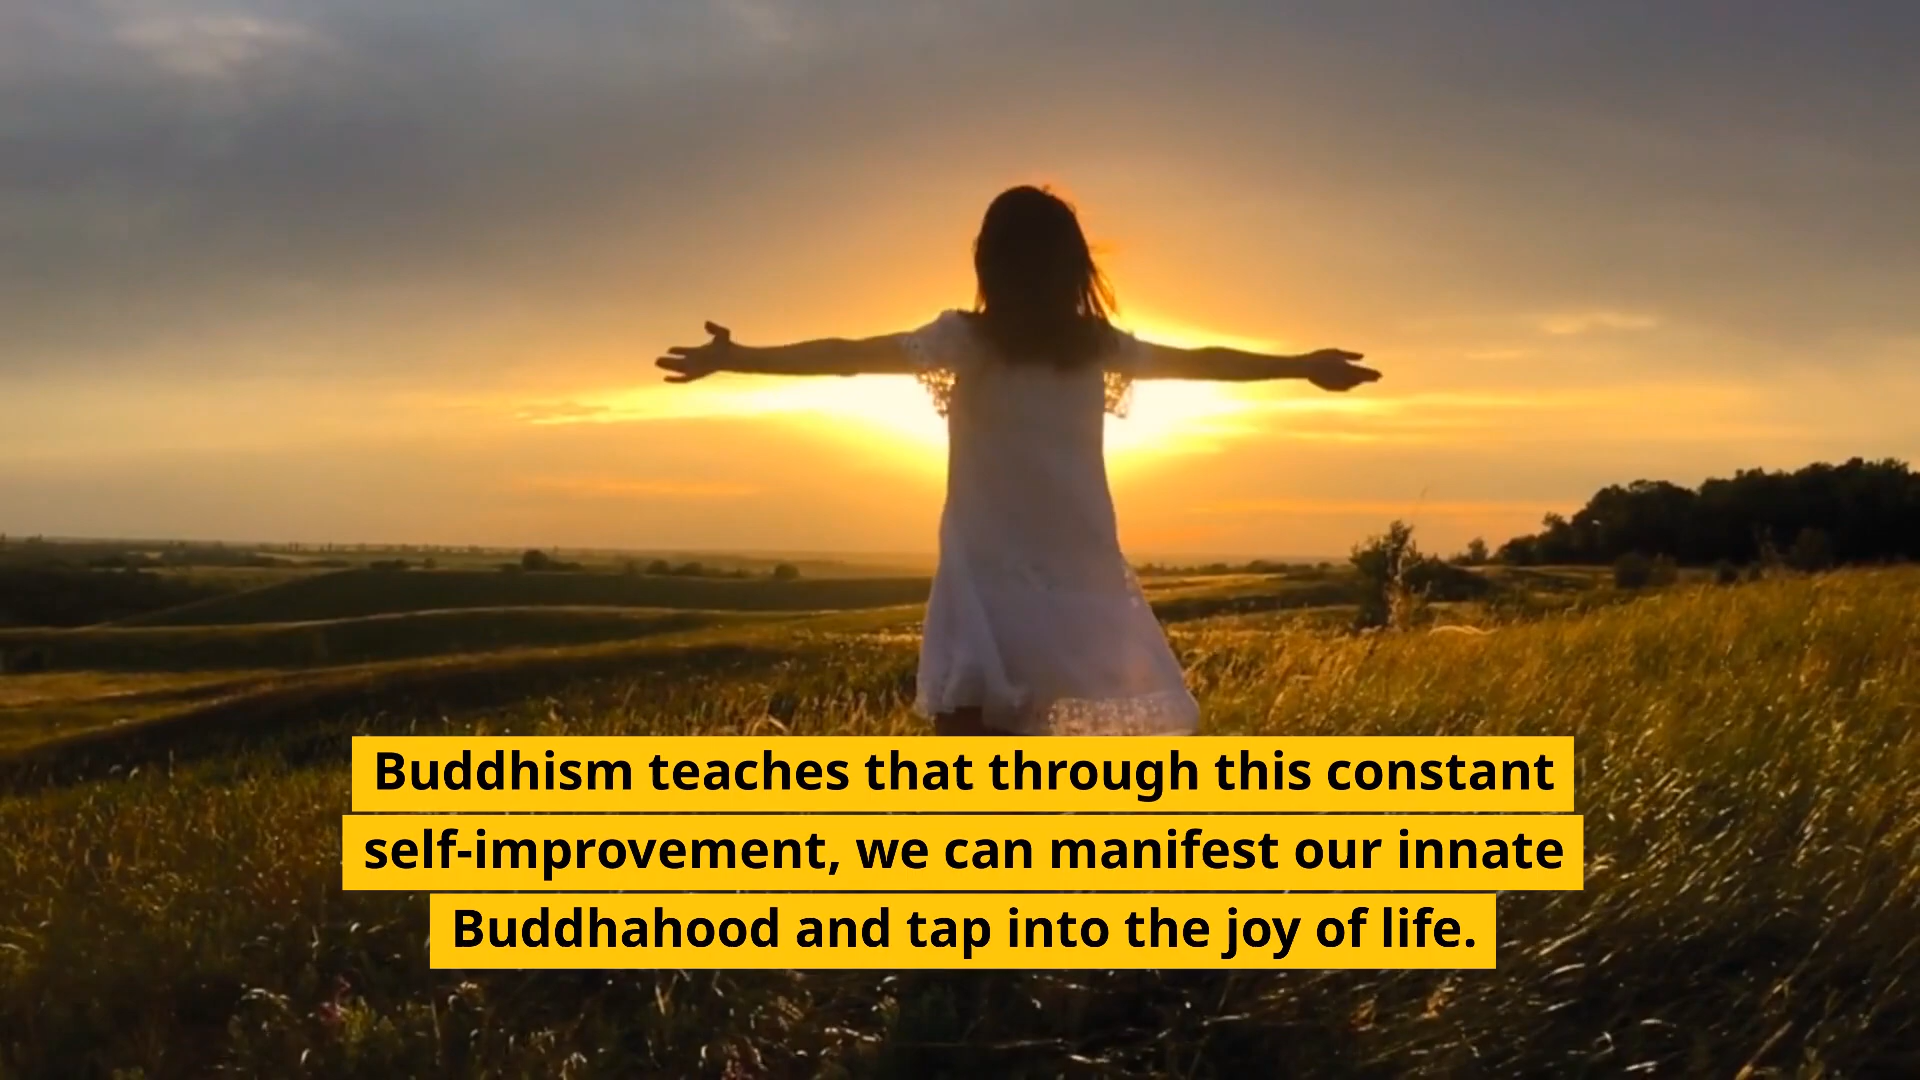 Buddhism teaches that through this constant
self-improvement, we can manifest our innate
Buddhahood and tap into the joy of life.